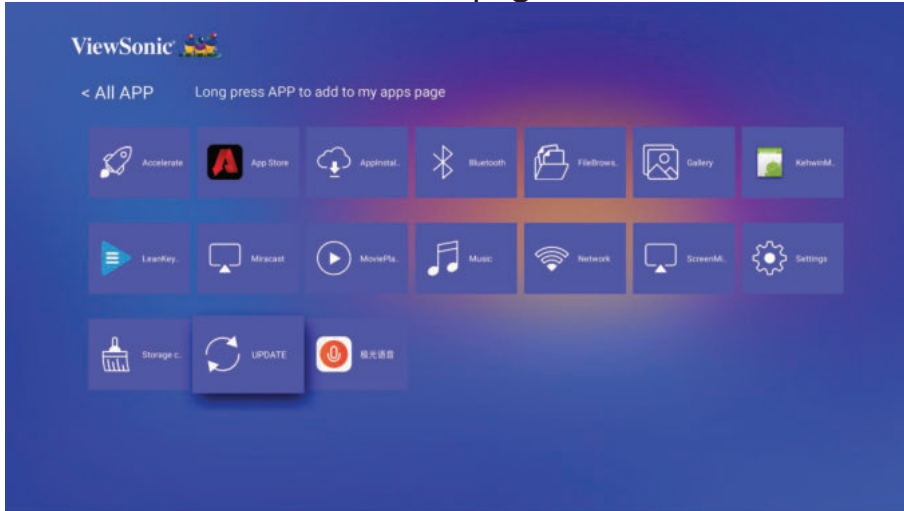 ViewSonic
< All APP Long press APP to add to my apps page
Accelerate App Store AppInstal.. Bluetooth FileBrows.. Gallery KehwinM..
LeanKey.. Miracast MoviePla.. Music Network ScreenMi.. Settings
Storage c.. UPDATE 极光语音